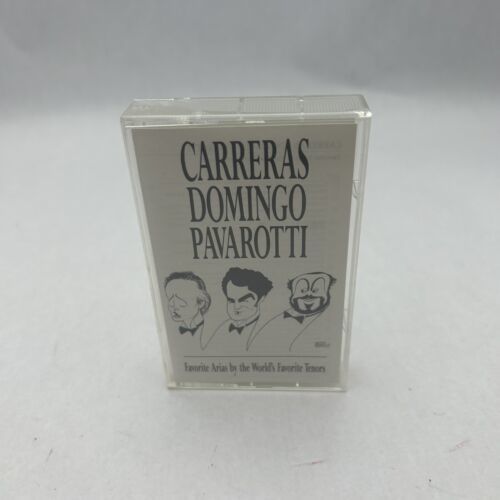 CARRERAS
DOMINGO
PAVAROTTI
Favorite Arias by the World's Favorite Tenors